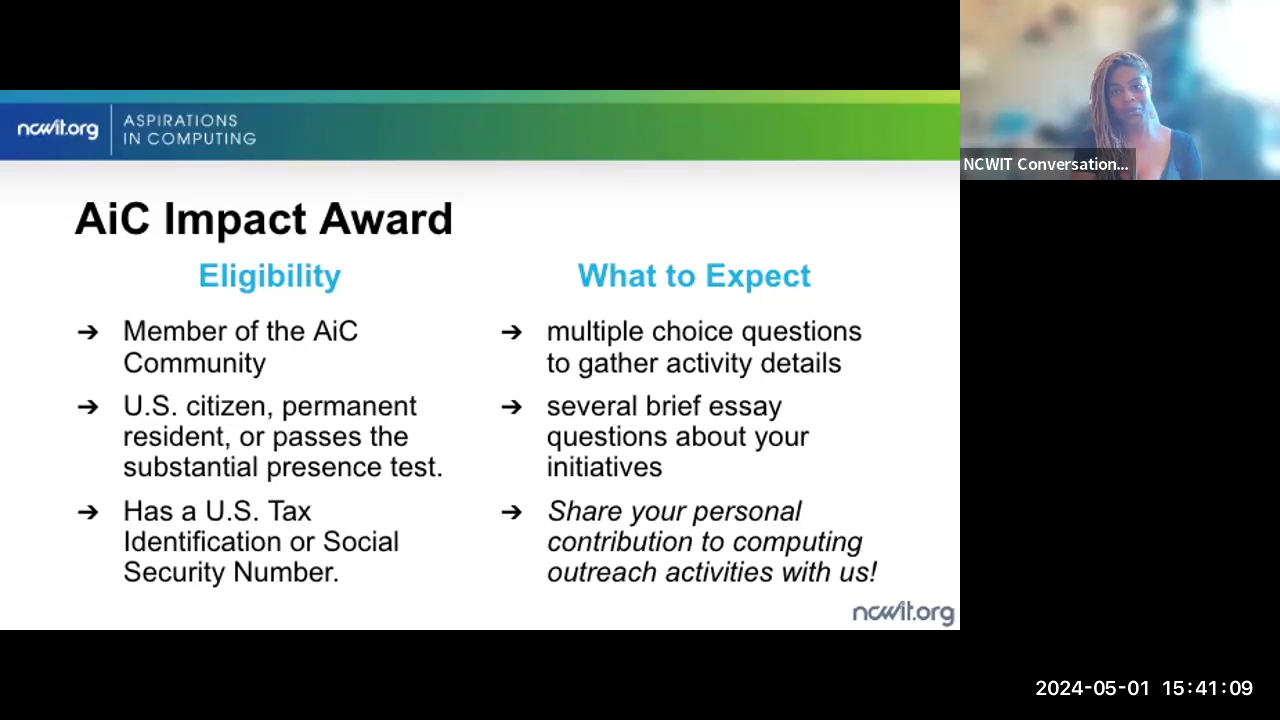 ncwit.org
ASPIRATIONS
IN COMPUTING
AiC Impact Award
Eligibility
➔ Member of the AiC
Community
➔ U.S. citizen, permanent
resident, or passes the
substantial presence test.
➔ Has a U.S. Tax
Identification or Social
Security Number.
What to Expect
➔ multiple choice questions
to gather activity details
➔ several brief essay
questions about your
initiatives
➔ Share your personal
contribution to computing
outreach activities with us!
ncwit.org
NCWIT Conversation...
2024-05-01 15:41:09